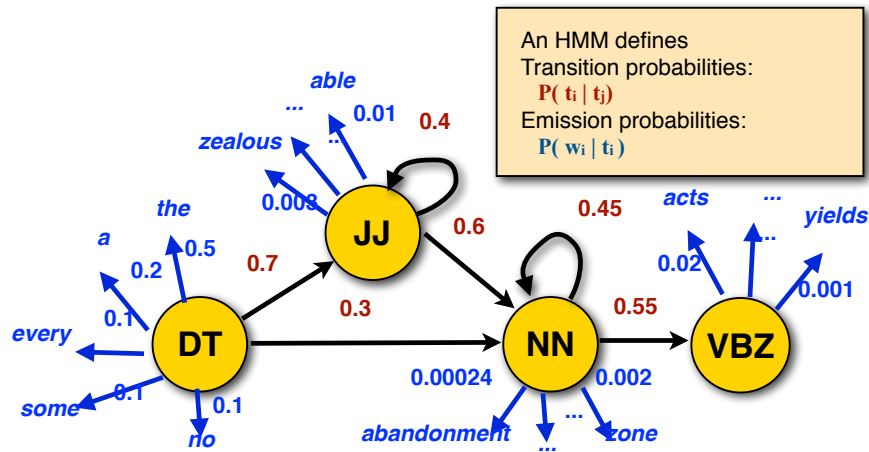 An HMM defines
Transition probabilities:
P( tᵢ | tⱼ)
Emission probabilities:
P( wᵢ | tᵢ )
able
...
...
0.01
0.4
zealous
0.003
JJ
the
a
0.5
0.2
0.7
0.6
0.45
acts
...
...
yields
0.02
0.001
0.1
every
DT
0.3
NN
0.55
VBZ
0.1
some
0.1
no
0.00024
0.002
abandonment
...
...
zone